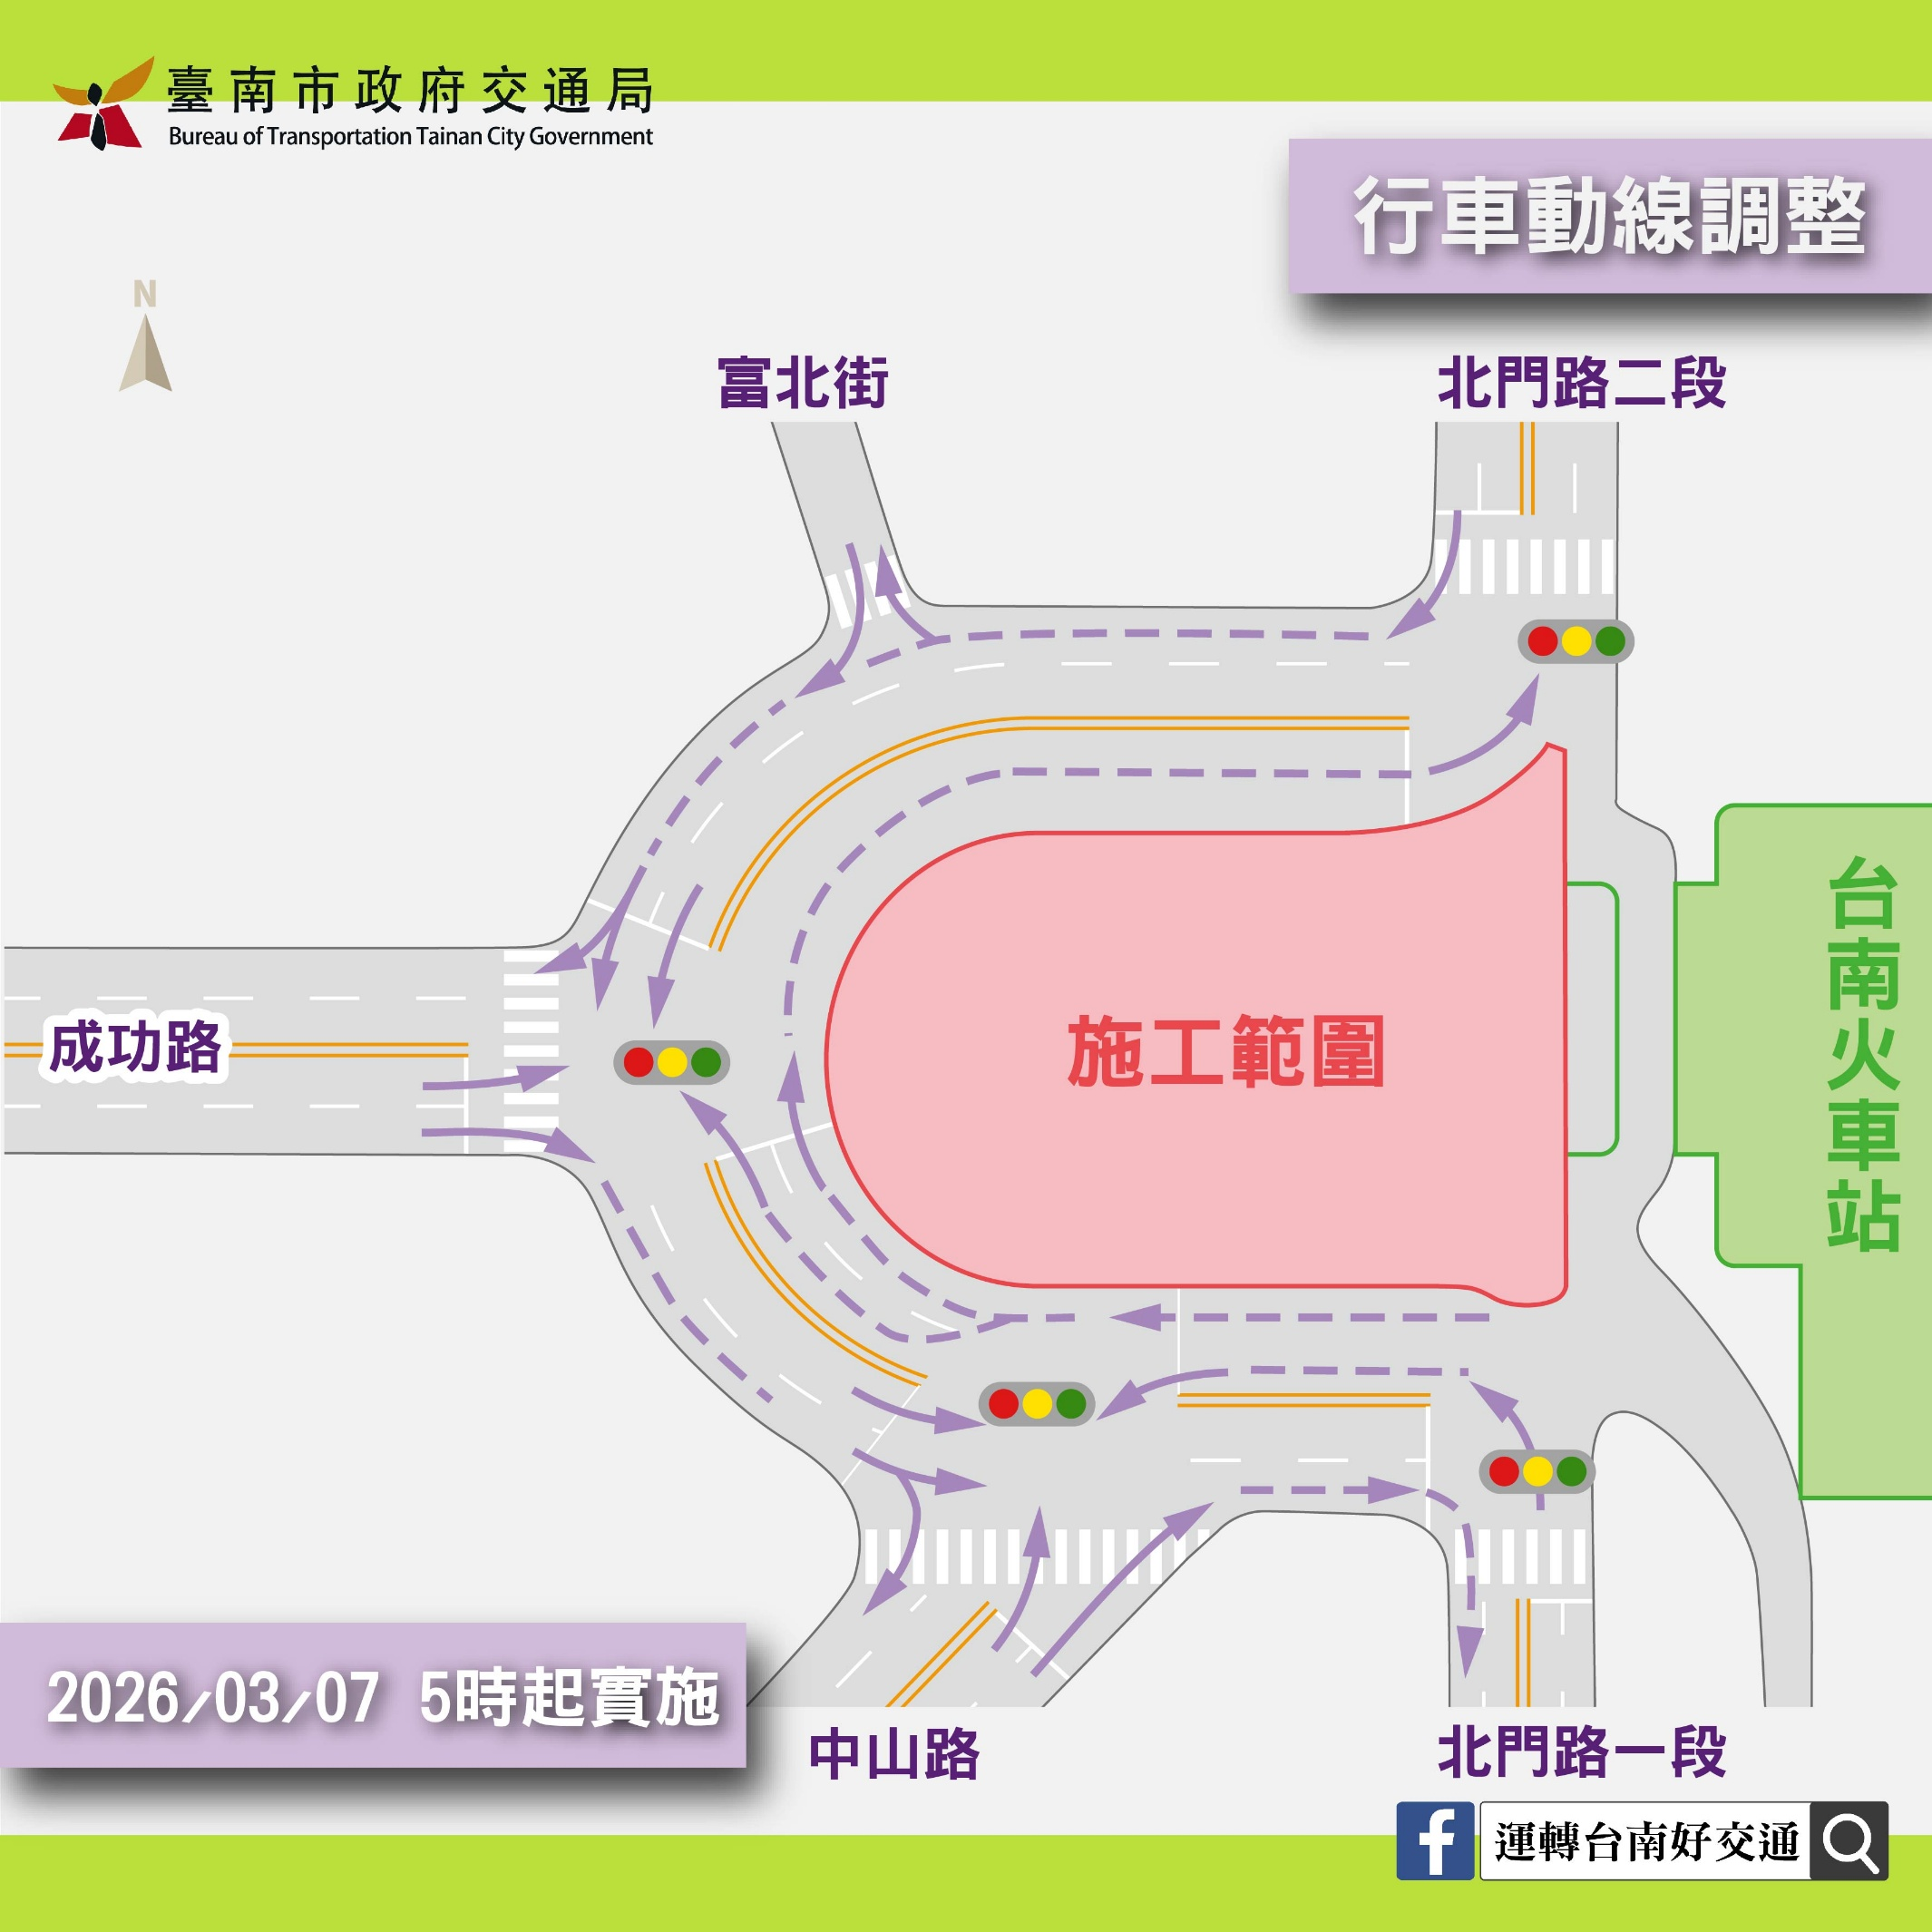 臺南市政府交通局
Bureau of Transportation Tainan City Government
行車動線調整
N
富北街
北門路二段
成功路
施工範圍
台南火車站
2026/03/07 5時起實施
中山路
北門路一段
f 運轉台南好交通